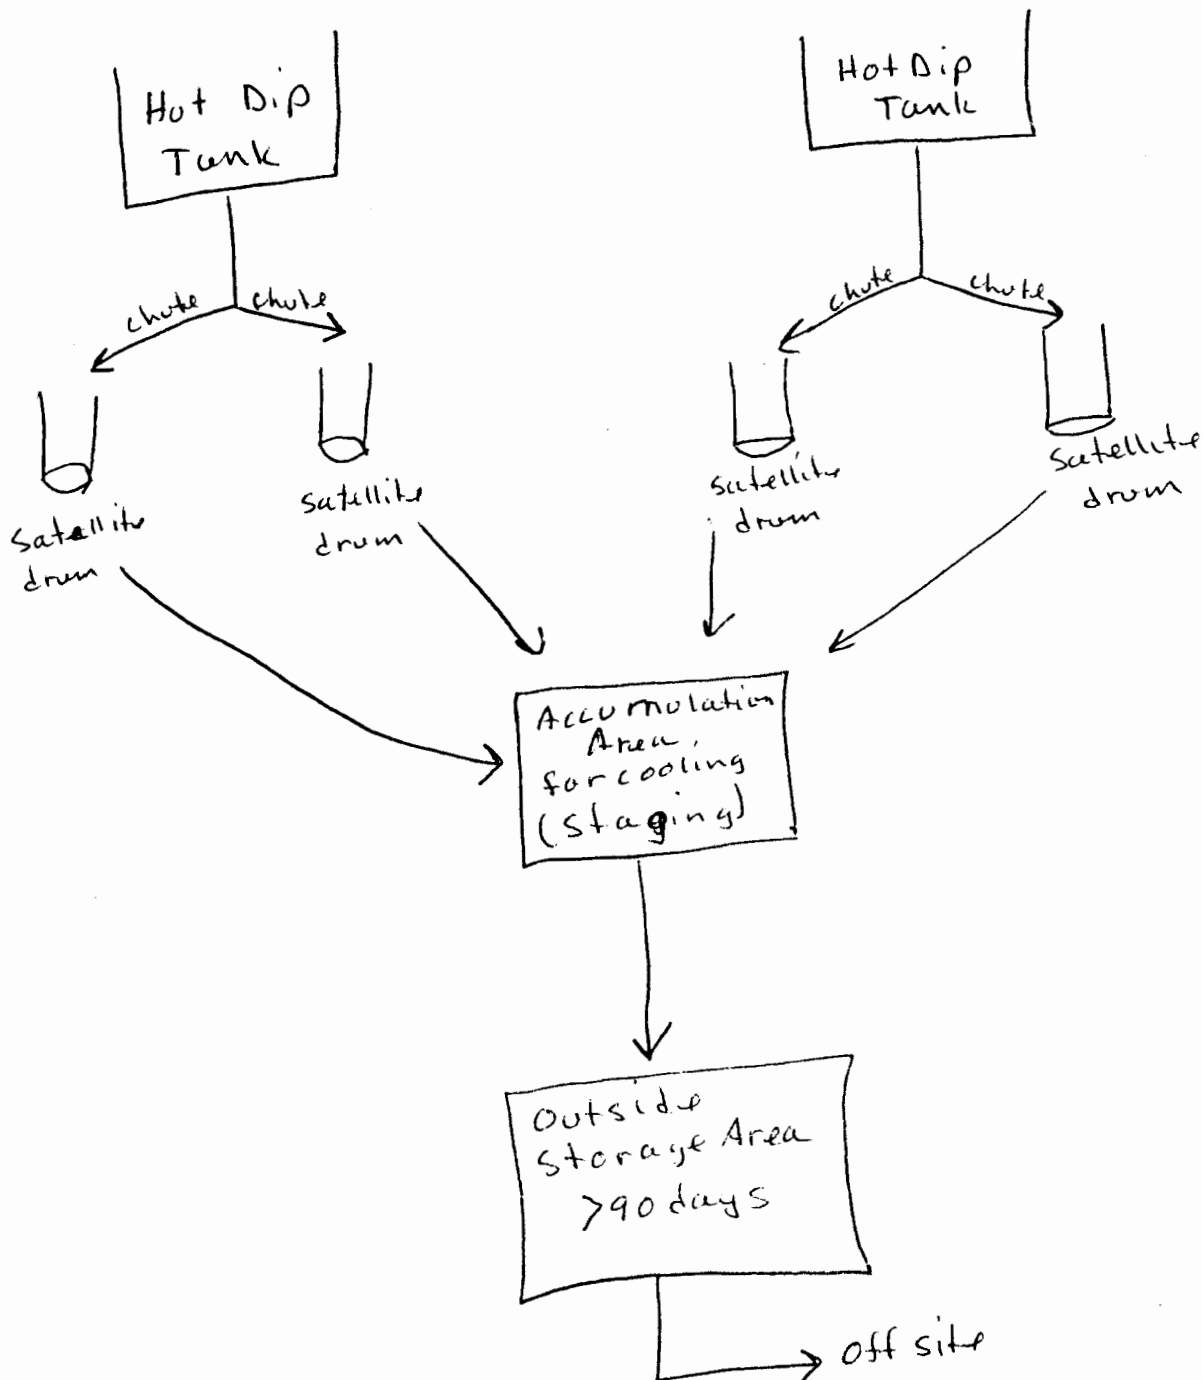 Hot Dip
Tank
Hot Dip
Tank
chute
chute
chute
chute
Satellite
drum
Satellite
drum
Satellite
drum
Satellite
drum
Accumulation
Area
for cooling
(Staging)
Outside
Storage Area
>90 days
Off site